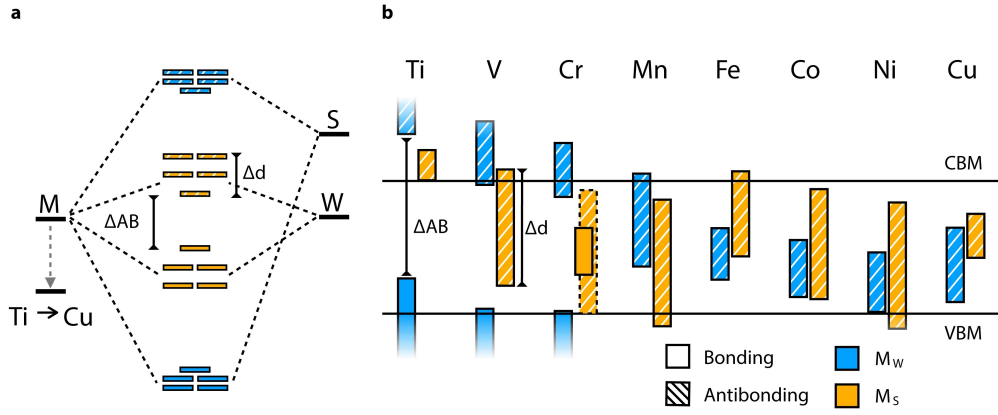 a
b
Ti
V
Cr
Mn
Fe
Co
Ni
Cu
S
CBM
Δd
M
W
ΔAB
ΔAB
Δd
Ti → Cu
VBM
Bonding
M_W
Antibonding
M_S